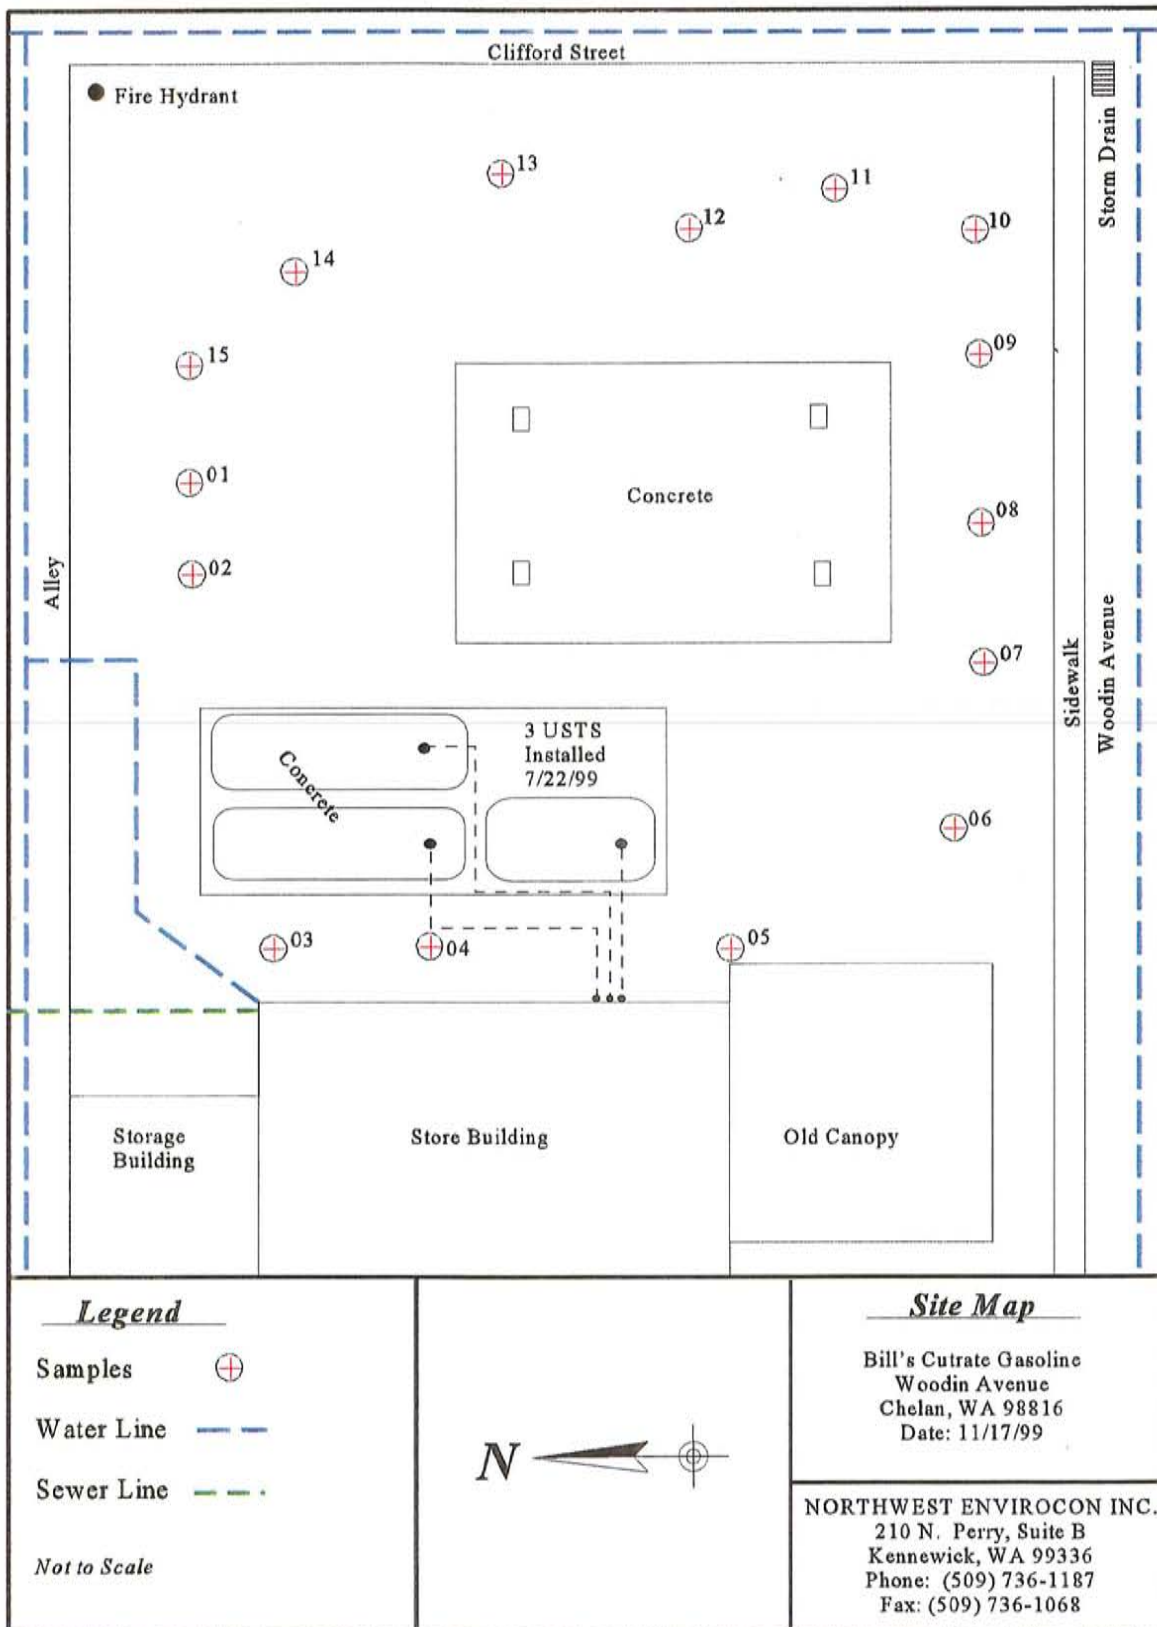 Clifford Street
Fire Hydrant
Storm Drain
13
11
12
10
14
09
15
01
Concrete
08
02
Alley
07
Sidewalk
Woodin Avenue
3 USTS
Installed
7/22/99
Concrete
06
03
04
05
Storage
Building
Store Building
Old Canopy
Legend
Samples
Water Line
Sewer Line
Not to Scale
N
Site Map
Bill's Cutrate Gasoline
Woodin Avenue
Chelan, WA 98816
Date: 11/17/99
NORTHWEST ENVIROCON INC.
210 N. Perry, Suite B
Kennewick, WA 99336
Phone: (509) 736-1187
Fax: (509) 736-1068